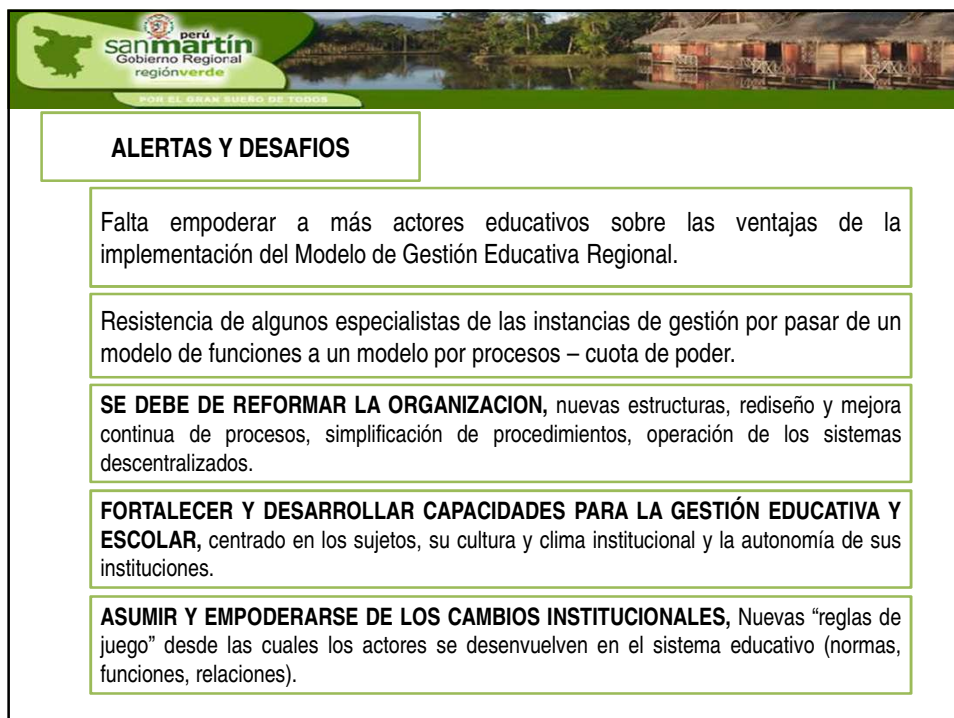 perú
sanmartín
Gobierno Regional
regiónverde
POR EL GRAN SUEÑO DE TODOS
ALERTAS Y DESAFIOS
Falta empoderar a más actores educativos sobre las ventajas de la
implementación del Modelo de Gestión Educativa Regional.
Resistencia de algunos especialistas de las instancias de gestión por pasar de un
modelo de funciones a un modelo por procesos – cuota de poder.
SE DEBE DE REFORMAR LA ORGANIZACION, nuevas estructuras, rediseño y mejora
continua de procesos, simplificación de procedimientos, operación de los sistemas
descentralizados.
FORTALECER Y DESARROLLAR CAPACIDADES PARA LA GESTIÓN EDUCATIVA Y
ESCOLAR, centrado en los sujetos, su cultura y clima institucional y la autonomía de sus
instituciones.
ASUMIR Y EMPODERARSE DE LOS CAMBIOS INSTITUCIONALES, Nuevas “reglas de
juego” desde las cuales los actores se desenvuelven en el sistema educativo (normas,
funciones, relaciones).